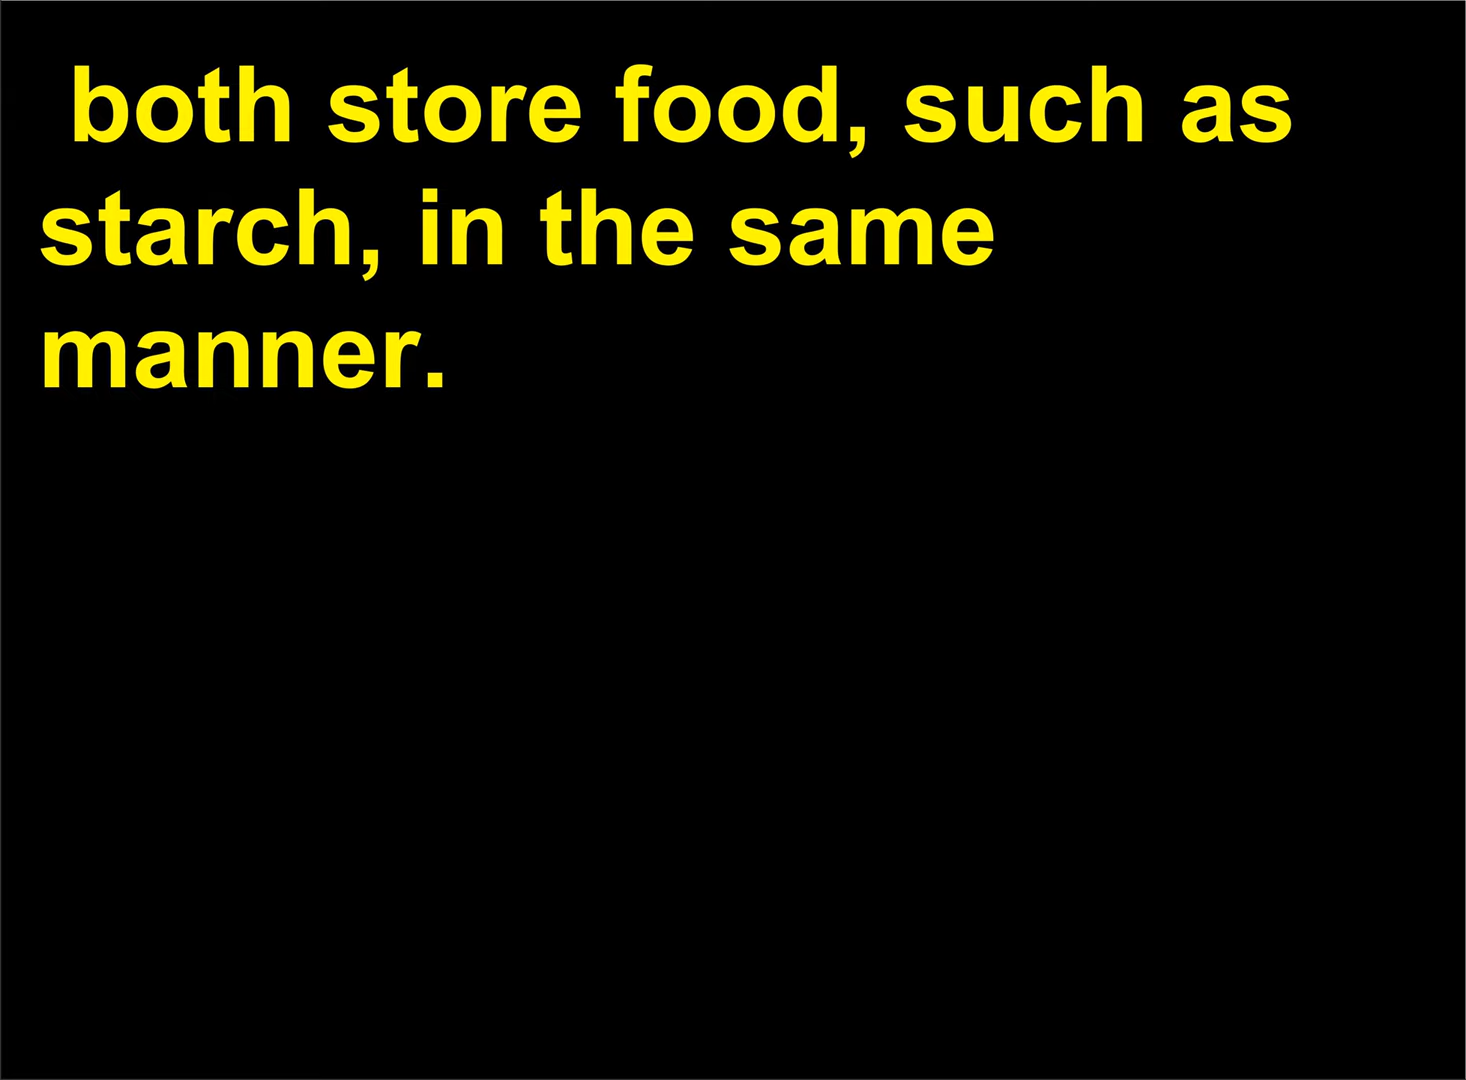 both store food, such as
starch, in the same
manner.